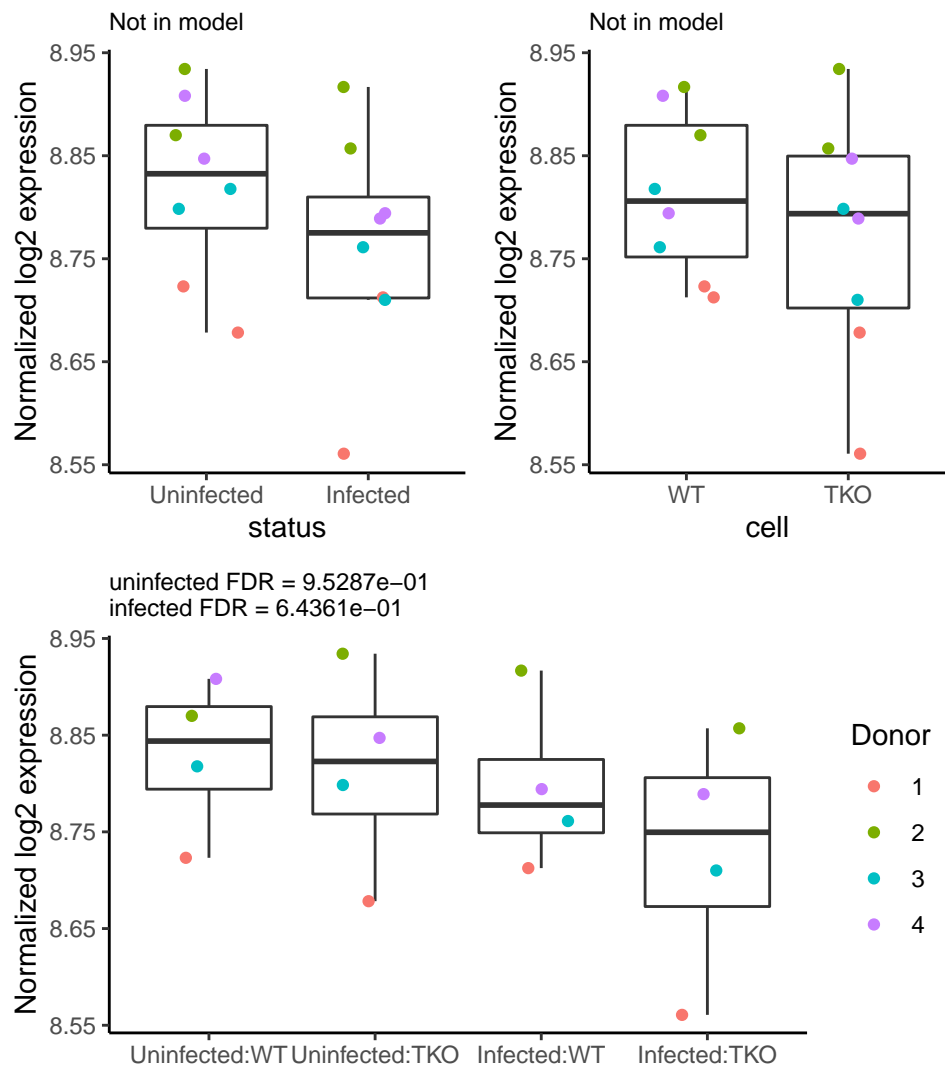 Not in model
Normalized log2 expression
8.95
8.85
8.75
8.65
8.55
Uninfected Infected
status
Not in model
Normalized log2 expression
8.95
8.85
8.75
8.65
8.55
WT TKO
cell
uninfected FDR = 9.5287e−01
infected FDR = 6.4361e−01
Normalized log2 expression
8.95
8.85
8.75
8.65
8.55
Uninfected:WT Uninfected:TKO Infected:WT Infected:TKO
Donor
1
2
3
4